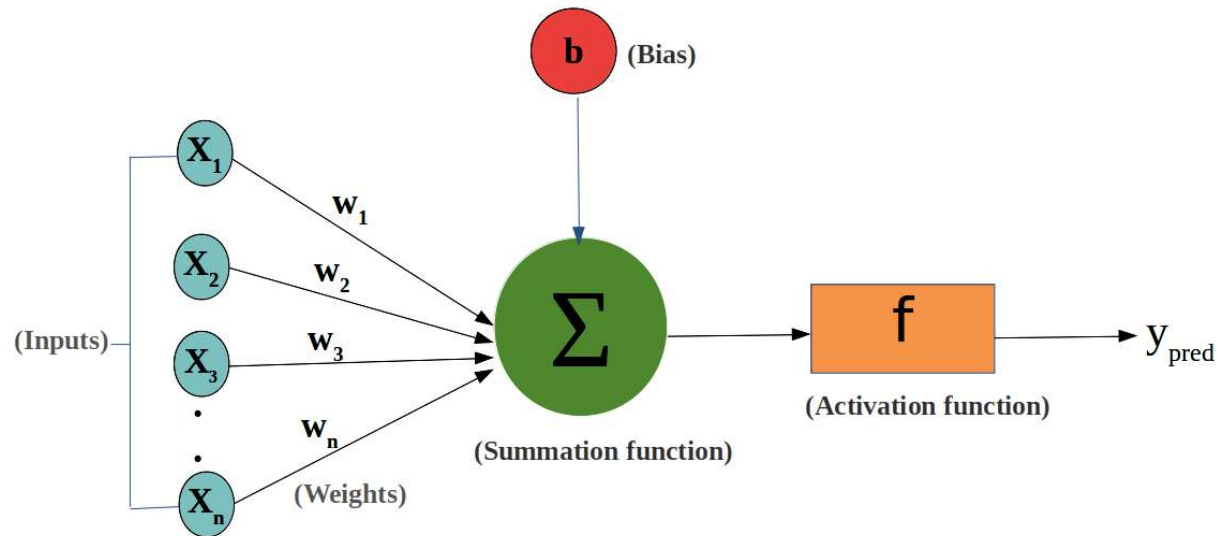 b
(Bias)
X1
w1
X2
w2
(Inputs)
w3
X3
Σ
f
ypred
(Activation function)
.
.
wn
(Summation function)
Xn
(Weights)